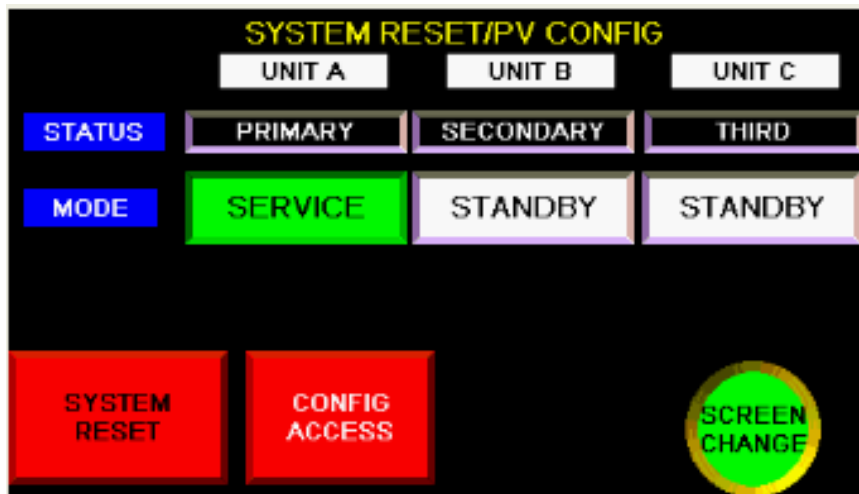 SYSTEM RESET/PV CONFIG
UNIT A UNIT B UNIT C
STATUS PRIMARY SECONDARY THIRD
MODE SERVICE STANDBY STANDBY
SYSTEM
RESET
CONFIG
ACCESS
SCREEN
CHANGE